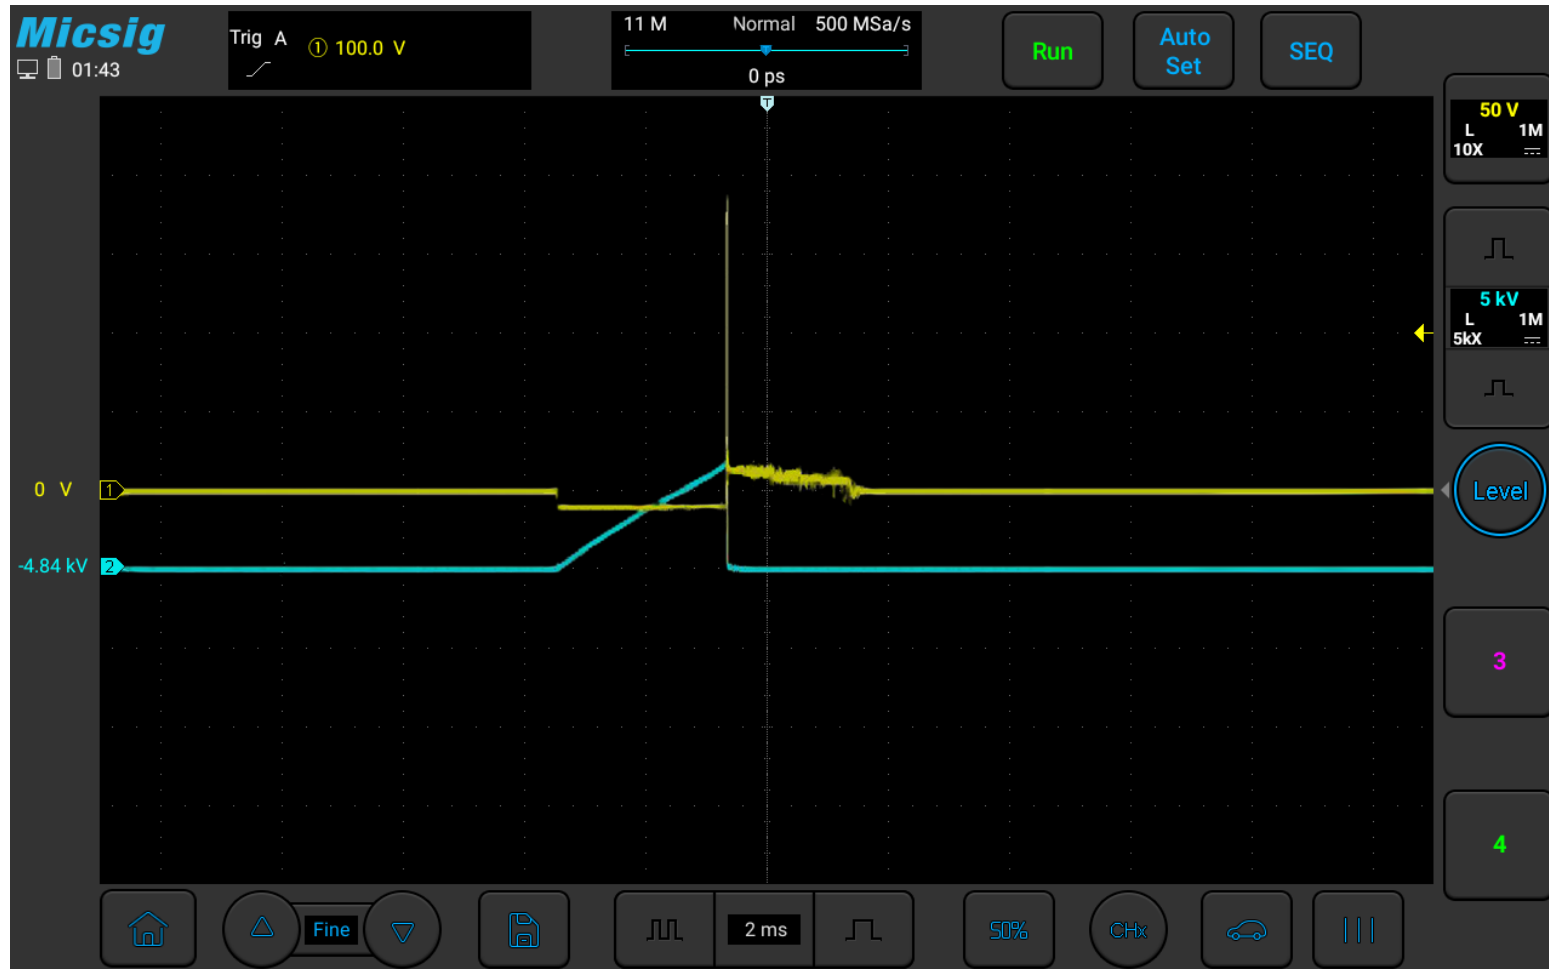 Micsig
01:43
Trig A
① 100.0 V
11 M Normal 500 MSa/s
0 ps
Run
Auto
Set
SEQ
T
50 V
L 1M
10X
5 kV
L 1M
5kX
0 V
1
Level
-4.84 kV
2
3
4
Fine
2 ms
50%
CHx